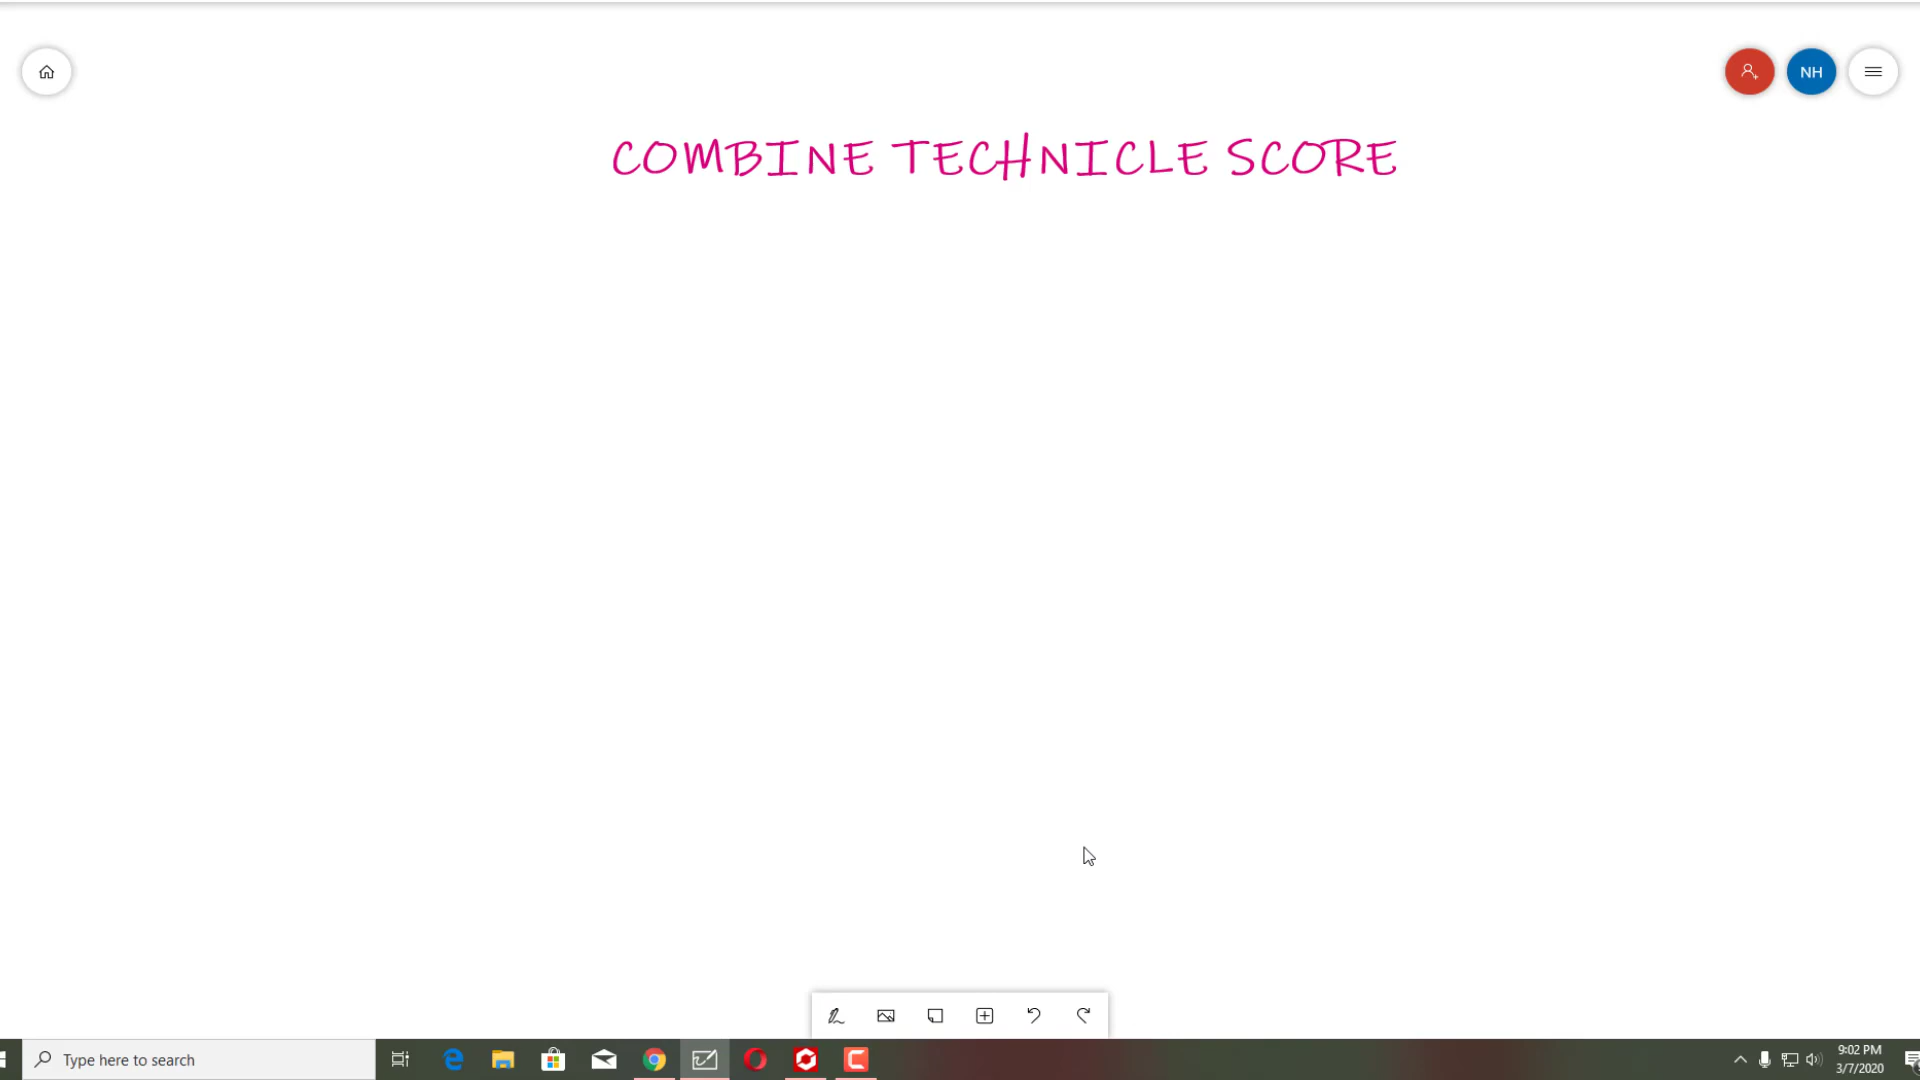 NH
COMBINE TECHNICLE SCORE
Type here to search
9:02 PM
3/7/2020